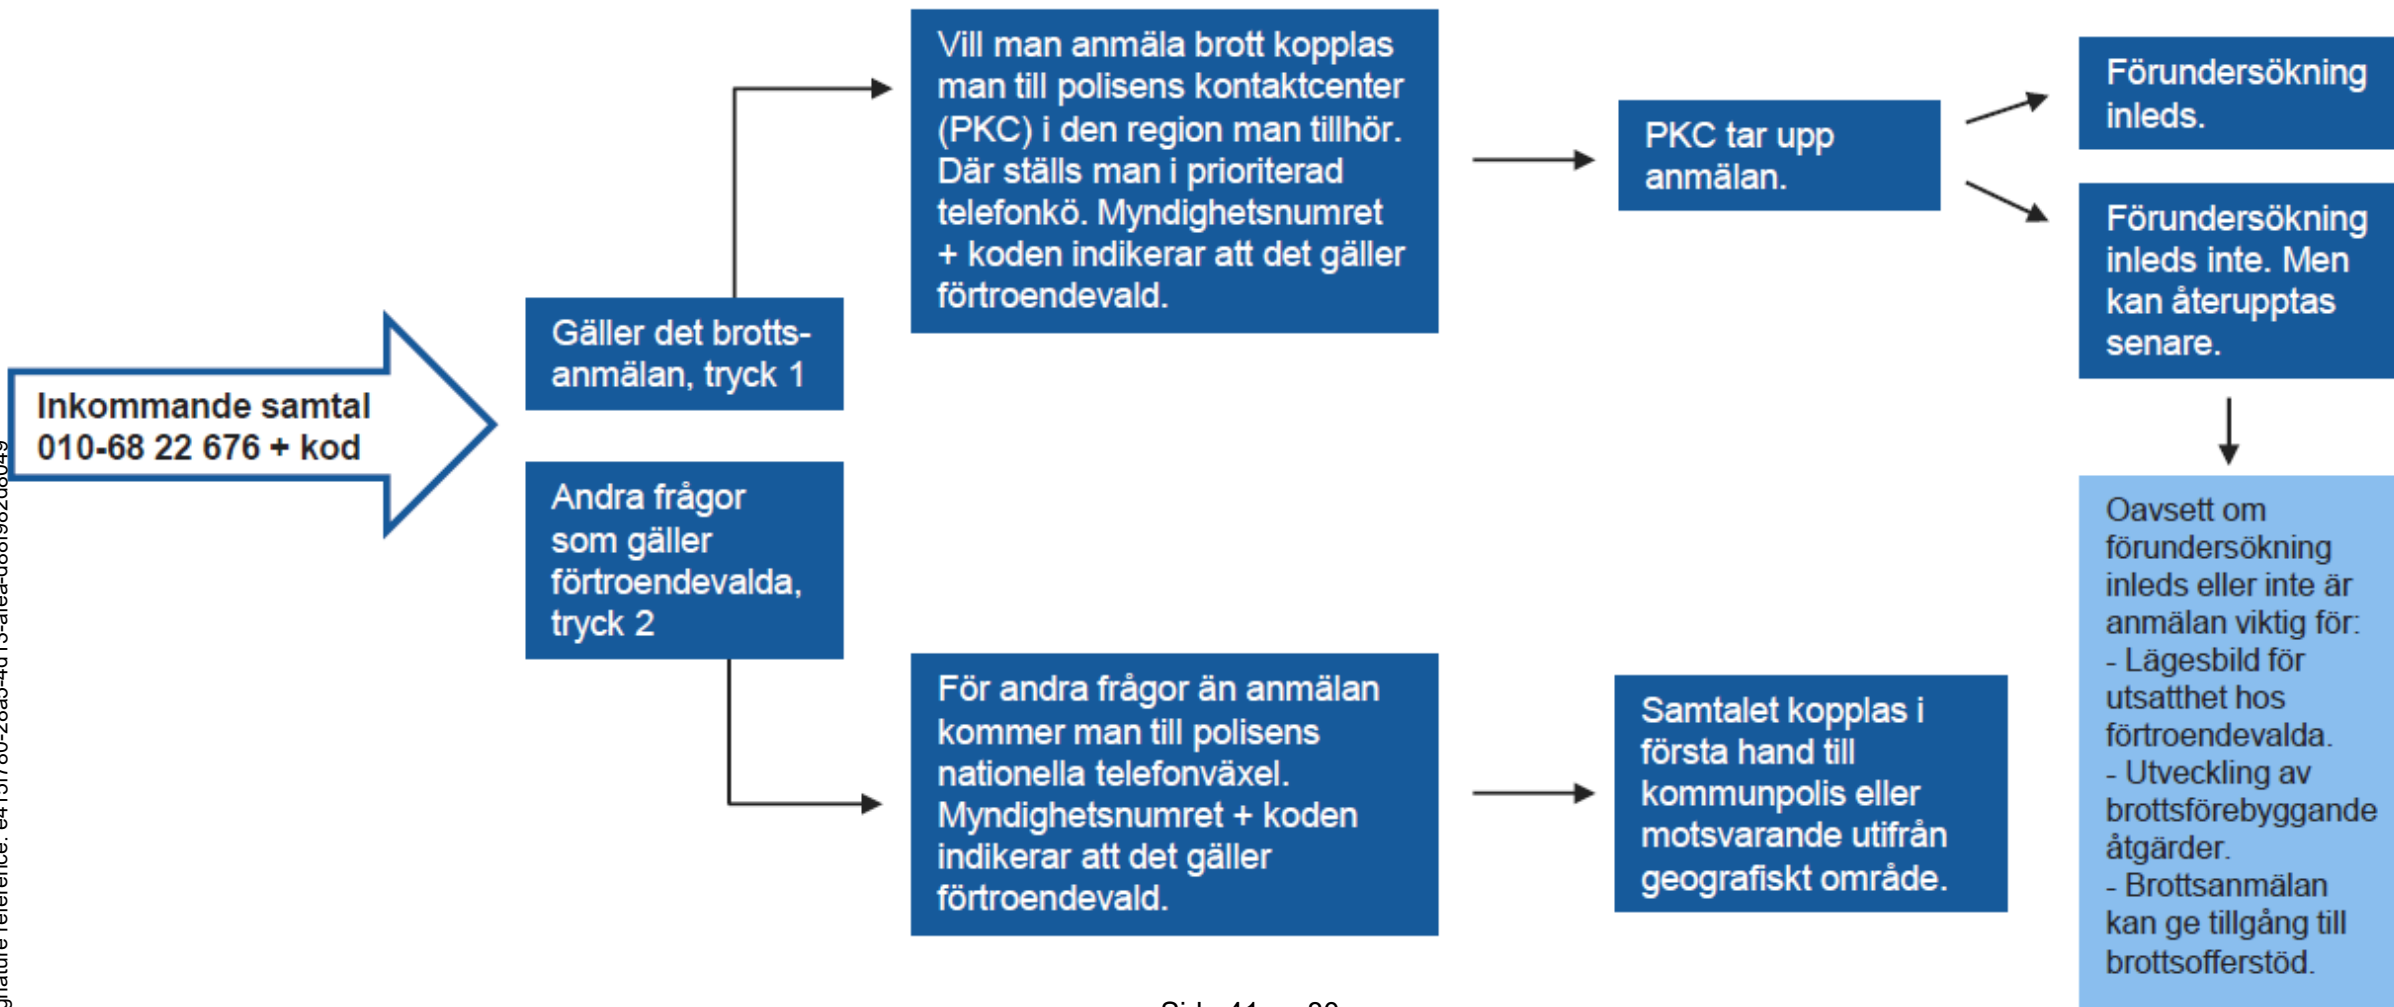 Inkommande samtal
010-68 22 676 + kod
Gäller det brotts-
anmälan, tryck 1
Andra frågor
som gäller
förtroendevalda,
tryck 2
Vill man anmäla brott kopplas
man till polisens kontaktcenter
(PKC) i den region man tillhör.
Där ställs man i prioriterad
telefonkö. Myndighetsnumret
+ koden indikerar att det gäller
förtroendevald.
PKC tar upp
anmälan.
Förundersökning
inleds.
Förundersökning
inleds inte. Men
kan återupptas
senare.
För andra frågor än anmälan
kommer man till polisens
nationella telefonväxel.
Myndighetsnumret + koden
indikerar att det gäller
förtroendevald.
Samtalet kopplas i
första hand till
kommunpolis eller
motsvarande utifrån
geografiskt område.
Oavsett om
förundersökning
inleds eller inte är
anmälan viktig för:
- Lägesbild för
utsatthet hos
förtroendevalda.
- Utveckling av
brottsförebyggande
åtgärder.
- Brottsanmälan
kan ge tillgång till
brottsofferstöd.